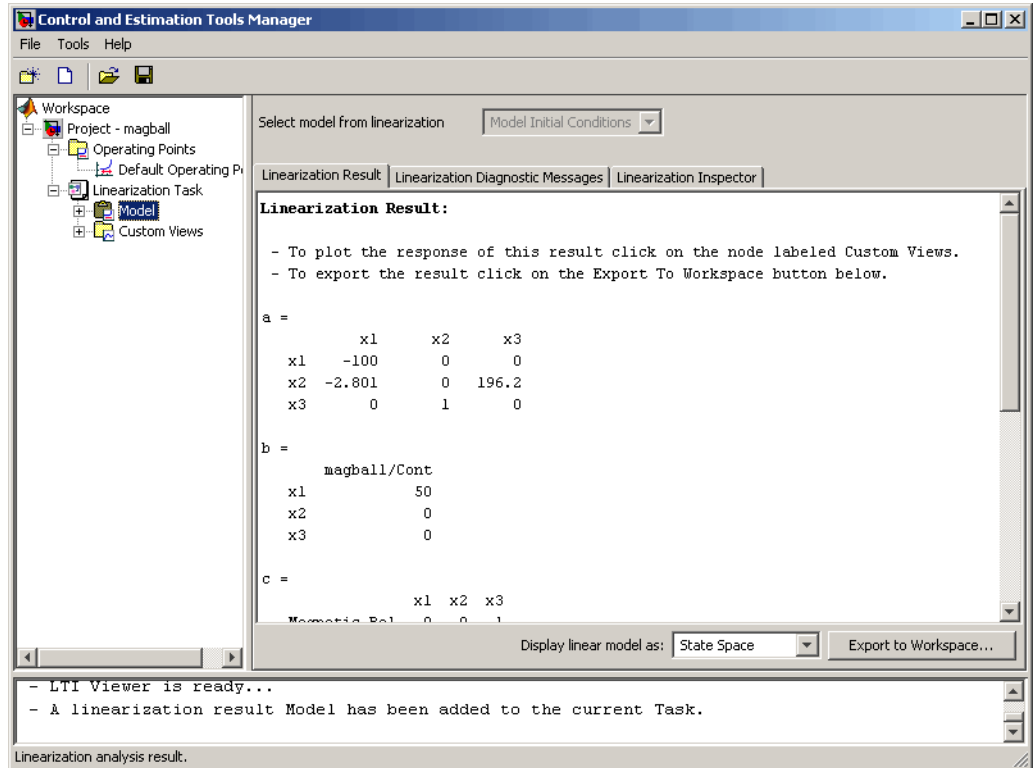 Control and Estimation Tools Manager
File Tools Help
Workspace
Project - magball
Operating Points
Default Operating P
Linearization Task
Model
Custom Views
Select model from linearization Model Initial Conditions
Linearization Result Linearization Diagnostic Messages Linearization Inspector
Linearization Result:
- To plot the response of this result click on the node labeled Custom Views.
- To export the result click on the Export To Workspace button below.
a =
x1 x2 x3
x1 -100 0 0
x2 -2.801 0 196.2
x3 0 1 0
b =
magball/Cont
x1 50
x2 0
x3 0
c =
x1 x2 x3
Magnetic Bal 0 0 1
Display linear model as: State Space Export to Workspace...
- LTI Viewer is ready...
- A linearization result Model has been added to the current Task.
Linearization analysis result.